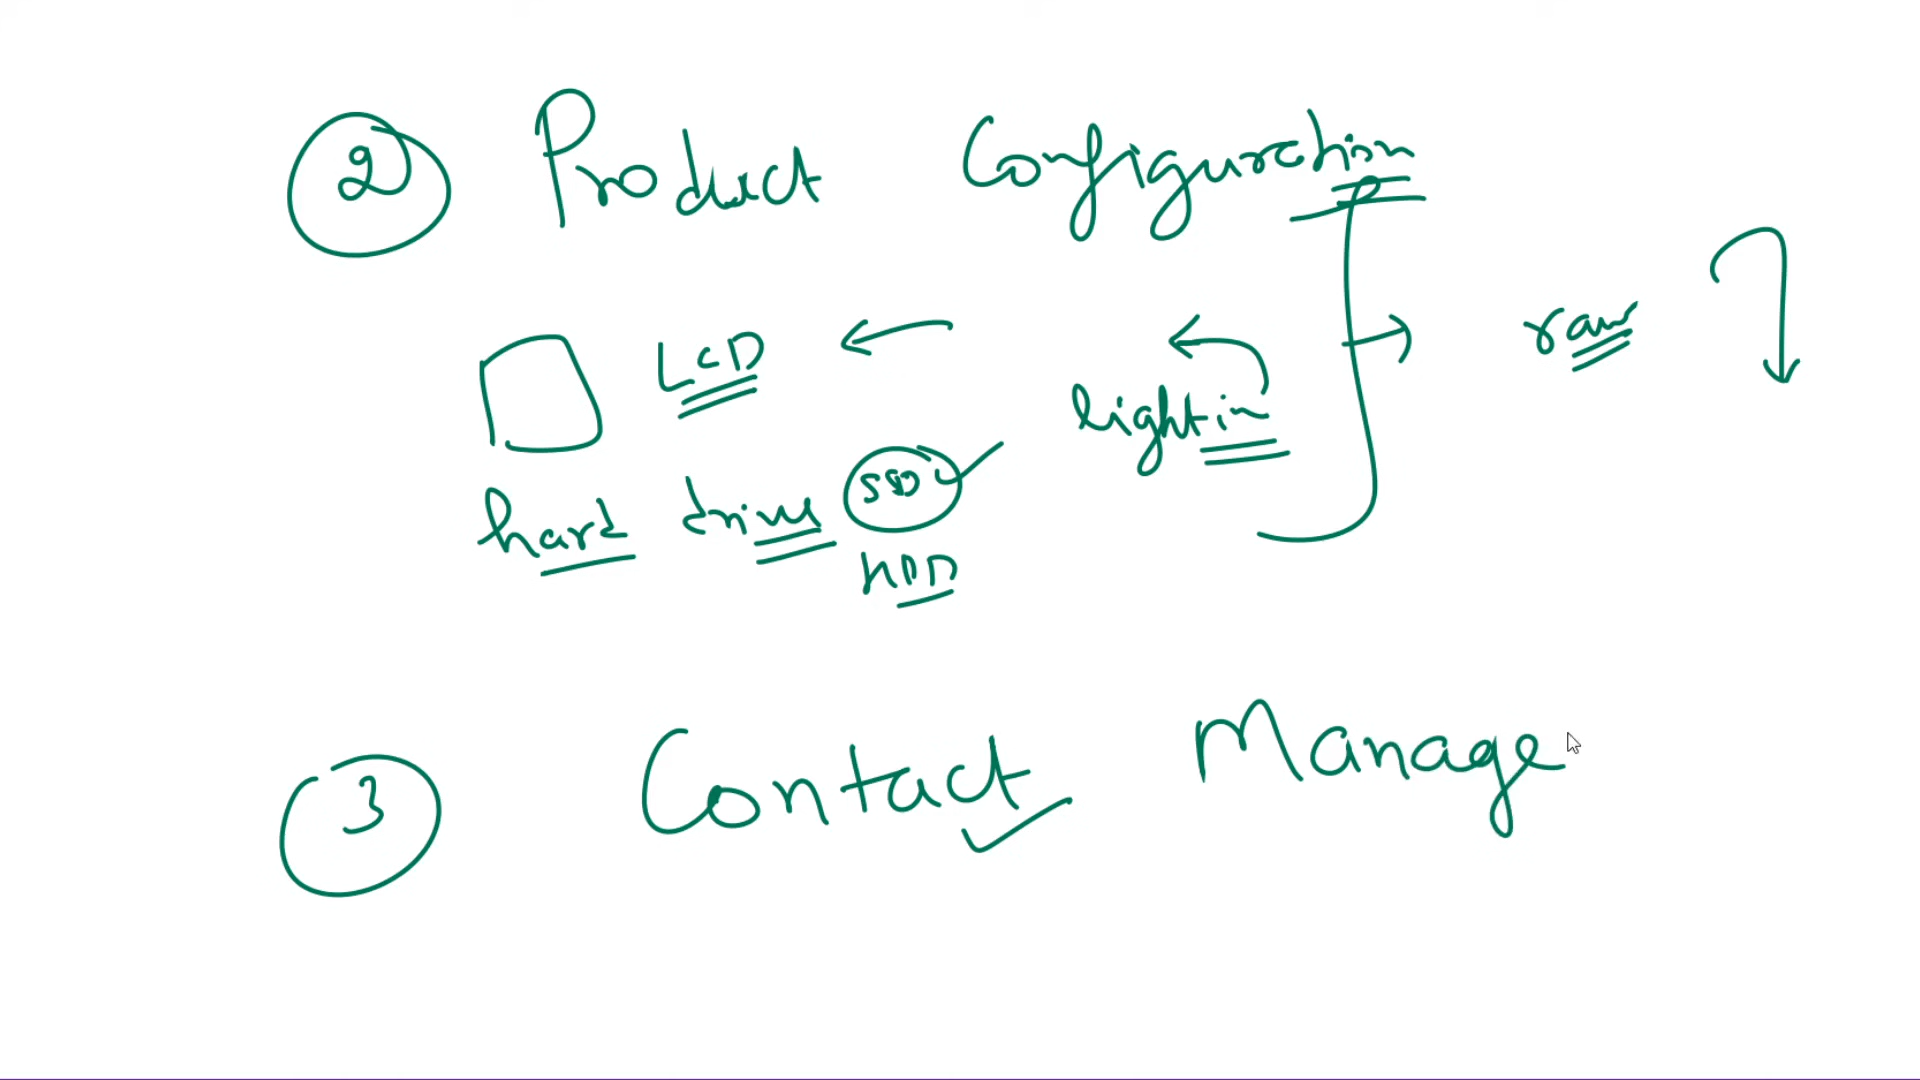 2 Product Configuration
raw
LCD
lightin
hard drive SSD
HDD
3 Contact Manage